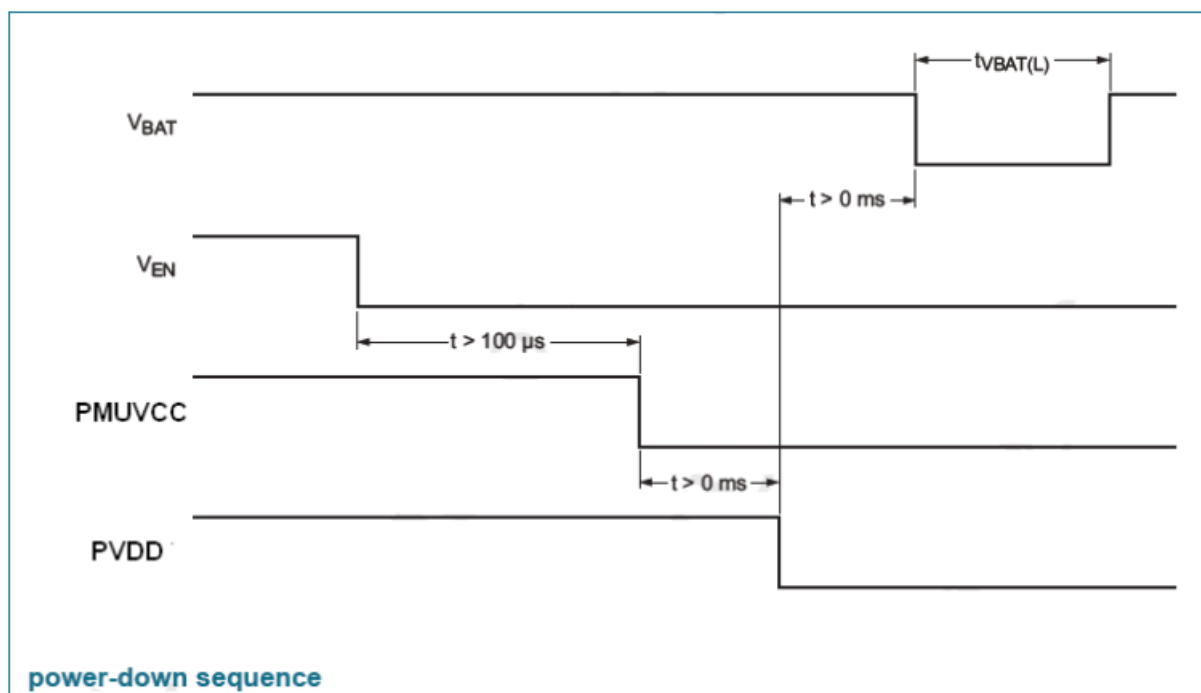 tVBAT(L)
VBAT
t > 0 ms
VEN
t > 100 µs
PMUVCC
t > 0 ms
PVDD
power-down sequence